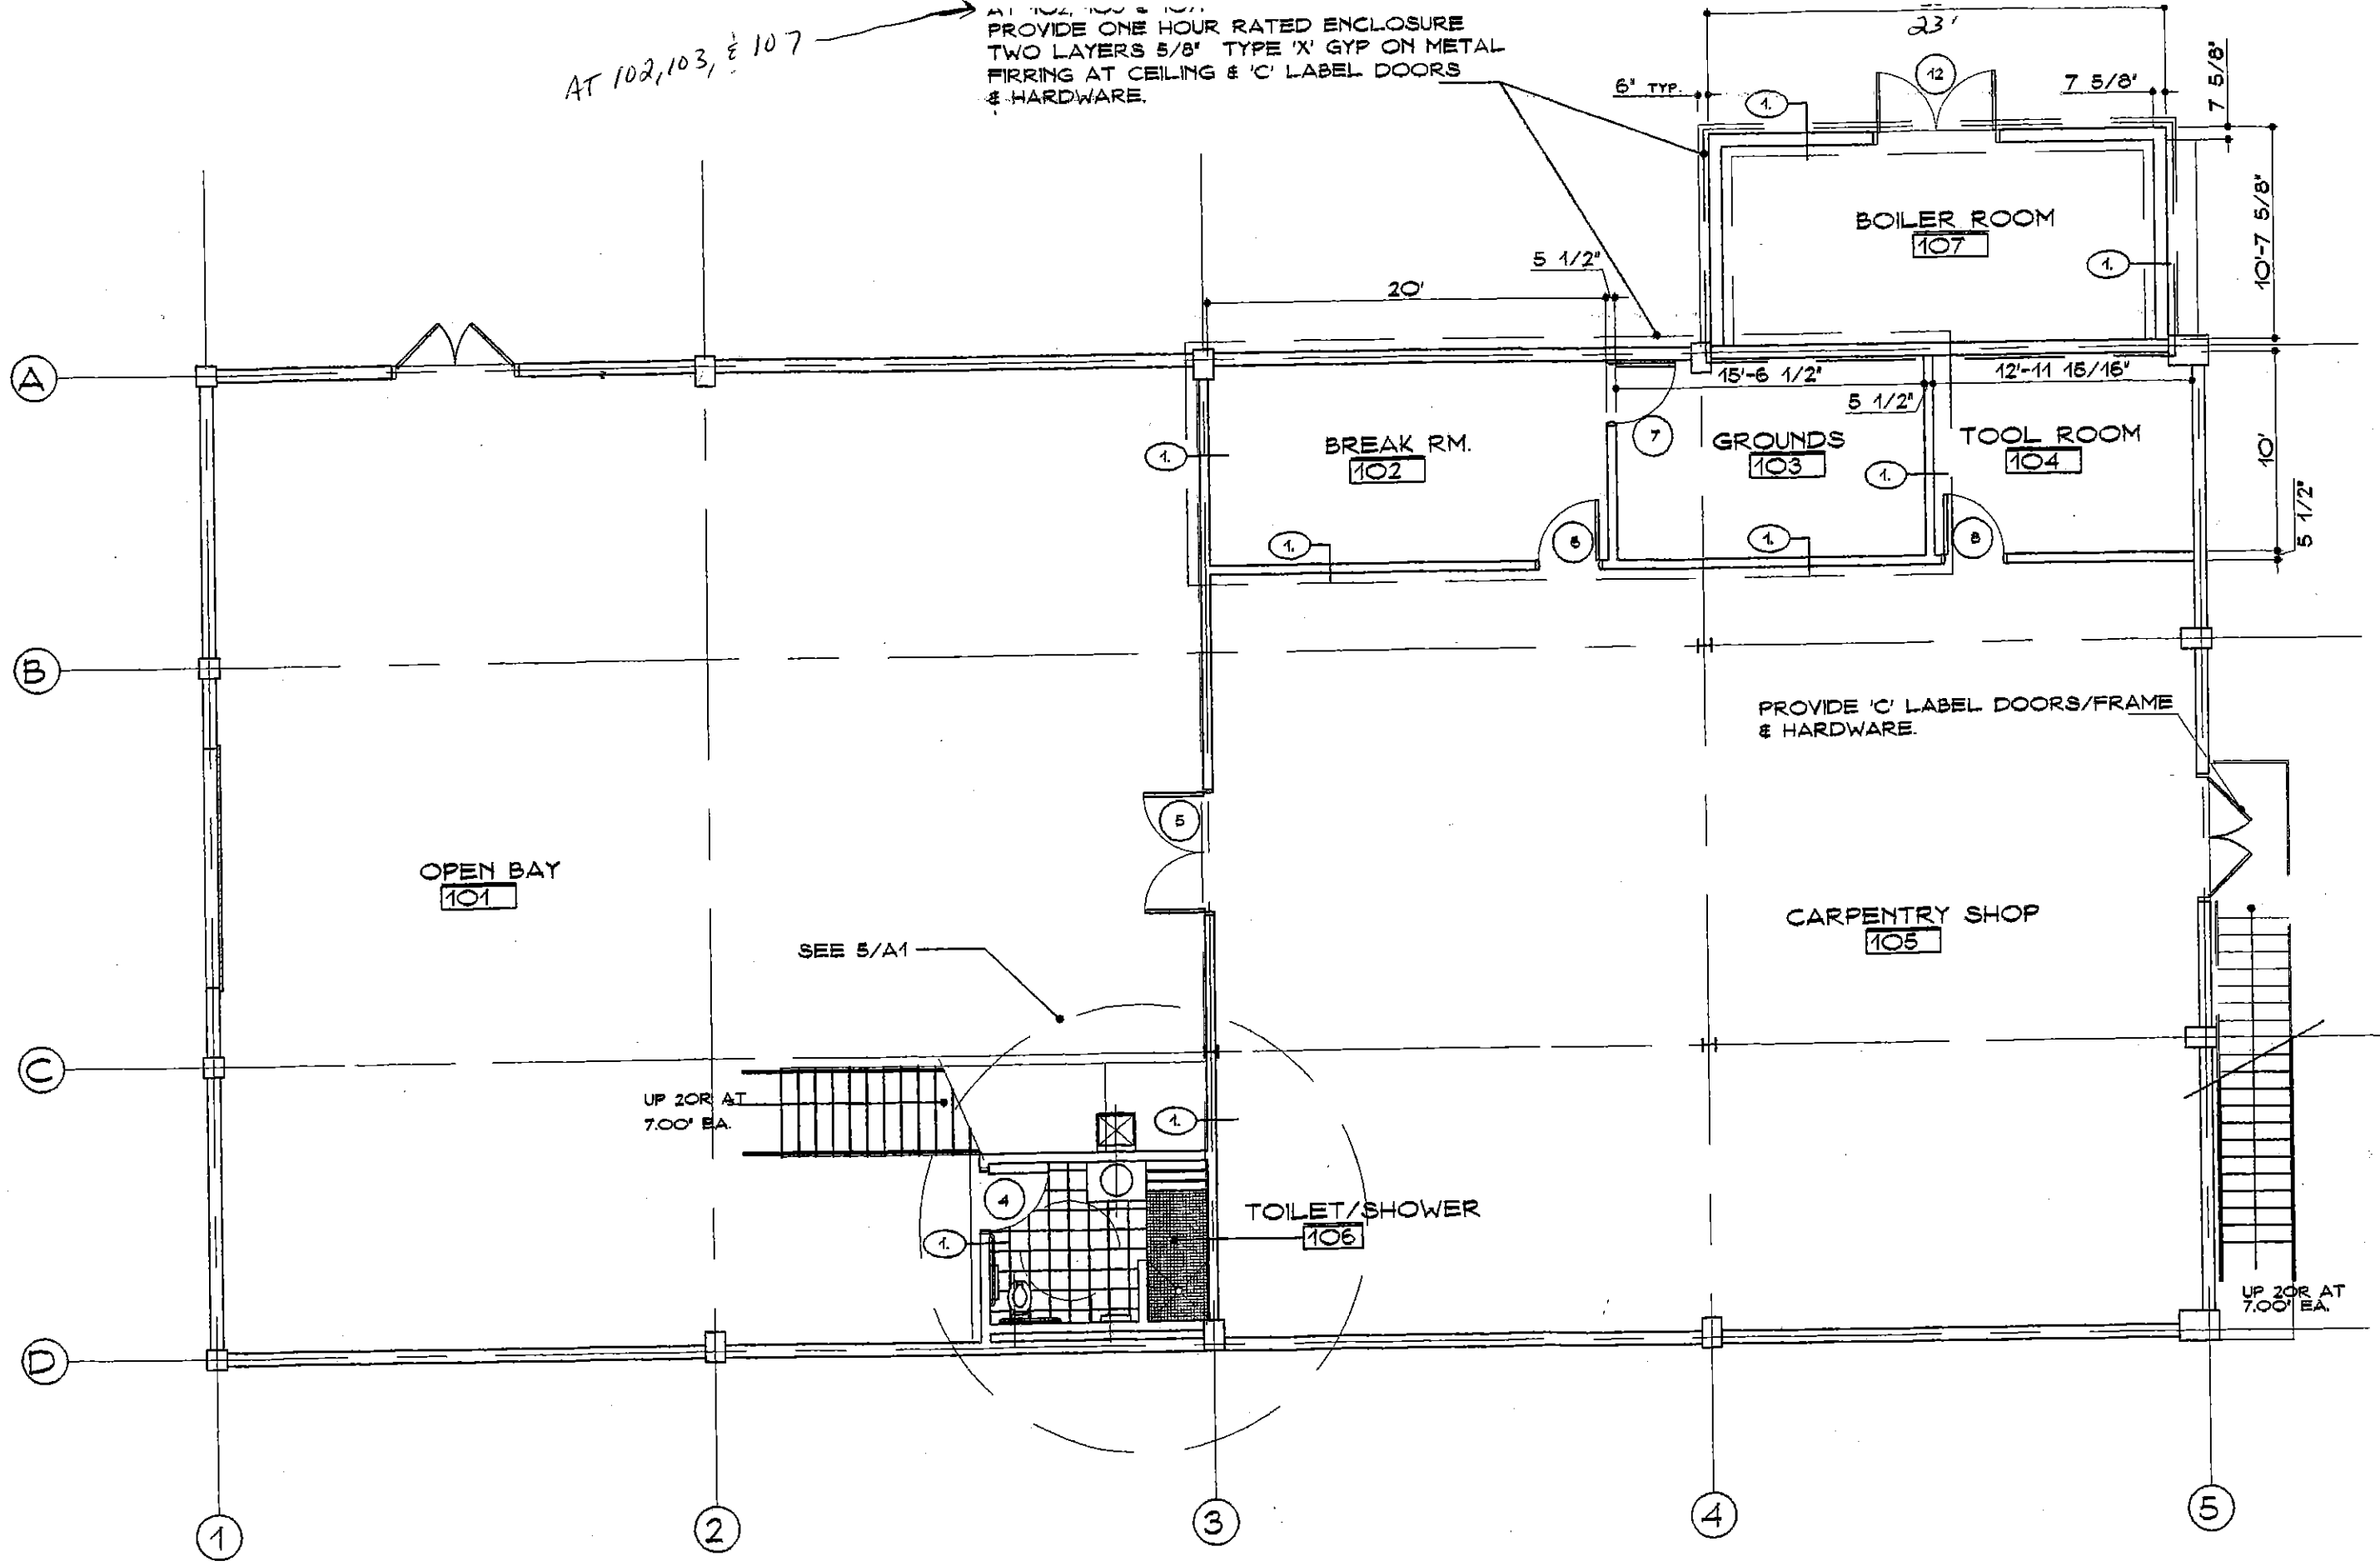 AT 102, 103, & 107
AT 102, 103 & 107.
PROVIDE ONE HOUR RATED ENCLOSURE
TWO LAYERS 5/8" TYPE 'X' GYP ON METAL
FIRRING AT CEILING & 'C' LABEL DOORS
& HARDWARE.
23'
12
6" TYP.
1.
7 5/8"
7 5/8"
BOILER ROOM
107
1.
10'-7 5/8"
5 1/2"
20'
A
15'-6 1/2"
12'-11 15/16"
5 1/2"
BREAK RM.
102
7
GROUNDS
103
TOOL ROOM
104
10'
1.
1.
1.
6
1.
8
5 1/2"
B
PROVIDE 'C' LABEL DOORS/FRAME
& HARDWARE.
5
OPEN BAY
101
CARPENTRY SHOP
105
SEE 5/A1
C
UP 20R AT
7.00" EA.
1.
4
TOILET/SHOWER
106
1.
UP 20R AT
7.00" EA.
D
1
2
3
4
5